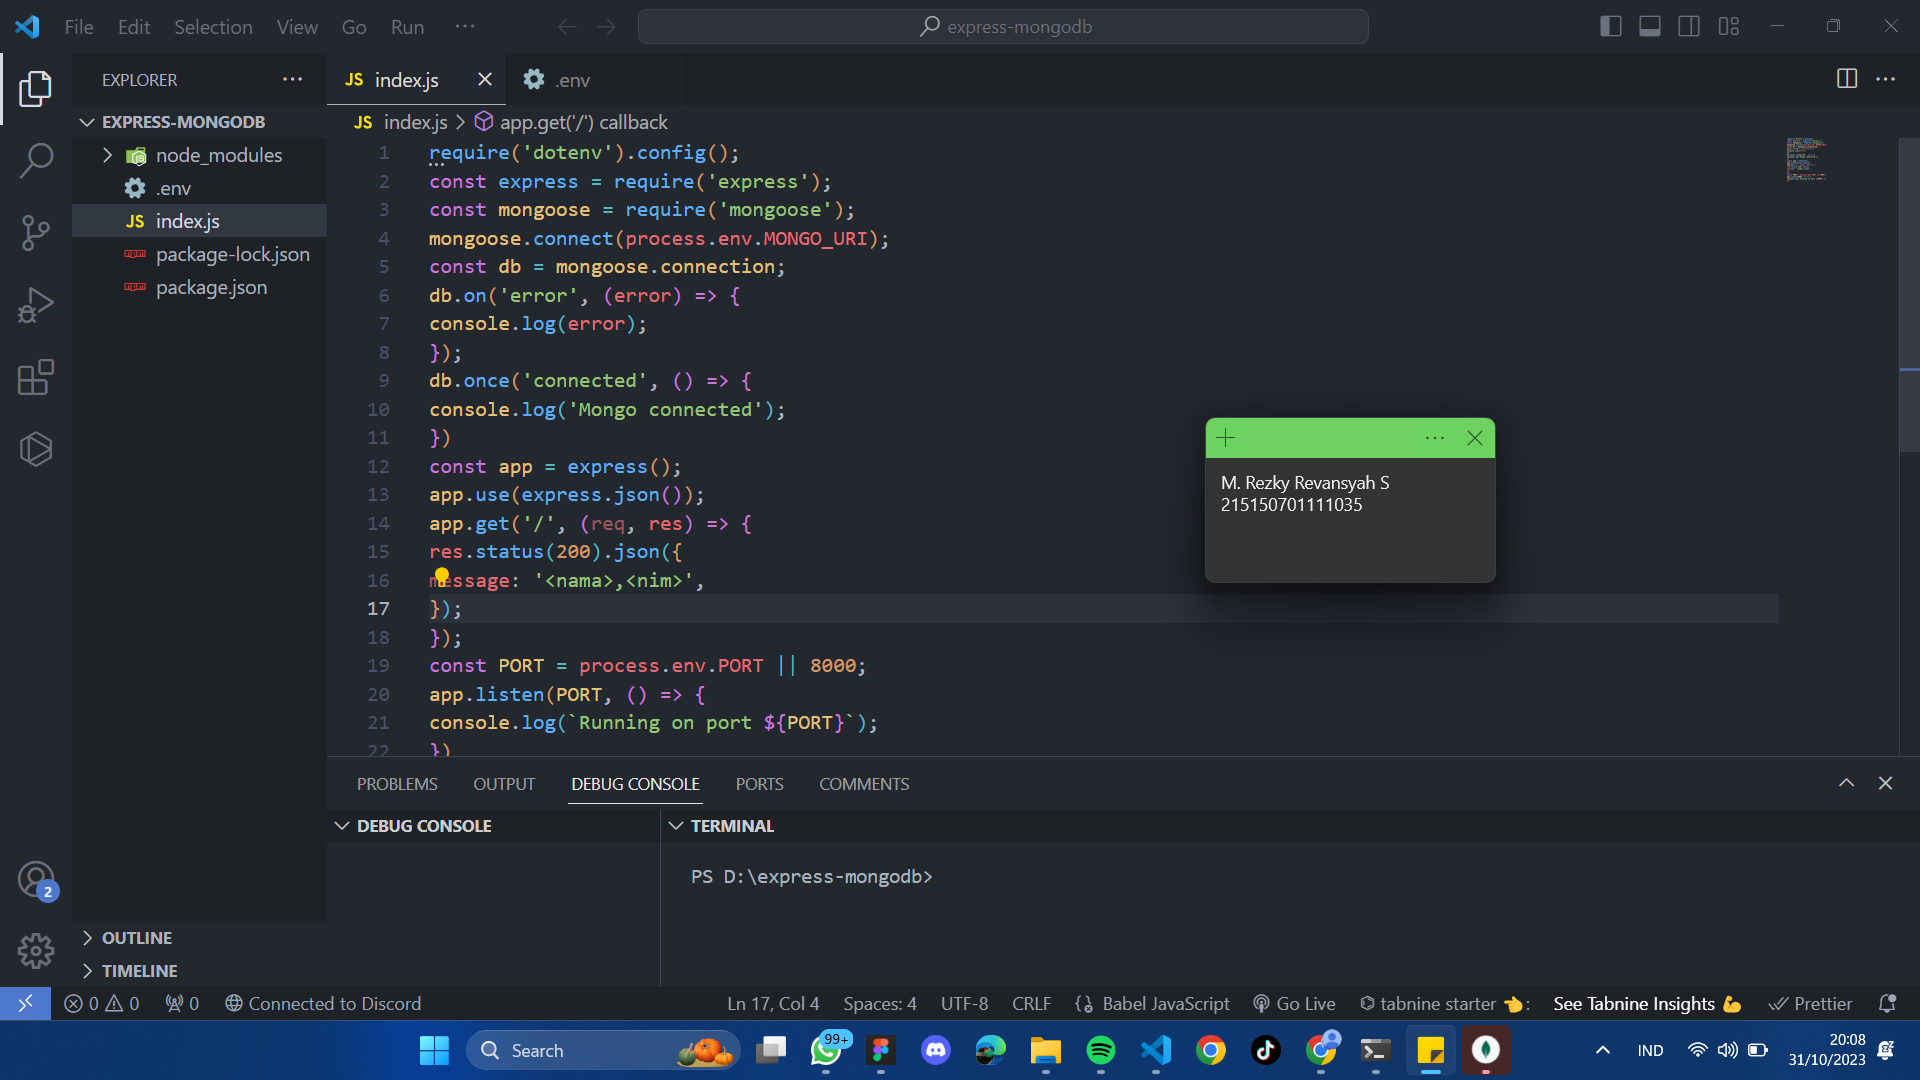 File Edit Selection View Go Run ··· express-mongodb
EXPLORER ···
EXPRESS-MONGODB
node_modules
.env
JS index.js
package-lock.json
package.json
OUTLINE
TIMELINE
JS index.js .env
JS index.js > app.get('/') callback
1 require('dotenv').config();
2 const express = require('express');
3 const mongoose = require('mongoose');
4 mongoose.connect(process.env.MONGO_URI);
5 const db = mongoose.connection;
6 db.on('error', (error) => {
7 console.log(error);
8 });
9 db.once('connected', () => {
10 console.log('Mongo connected');
11 })
12 const app = express();
13 app.use(express.json());
14 app.get('/', (req, res) => {
15 res.status(200).json({
16 message: '<nama>,<nim>',
17 });
18 });
19 const PORT = process.env.PORT || 8000;
20 app.listen(PORT, () => {
21 console.log(`Running on port ${PORT}`);
22 })
M. Rezky Revansyah S
215150701111035
PROBLEMS OUTPUT DEBUG CONSOLE PORTS COMMENTS
DEBUG CONSOLE
TERMINAL
PS D:\express-mongodb>
2
0 0 0 Connected to Discord Ln 17, Col 4 Spaces: 4 UTF-8 CRLF {} Babel JavaScript Go Live tabnine starter 👈: See Tabnine Insights 💪 Prettier
Search 99+ IND 20:08
31/10/2023